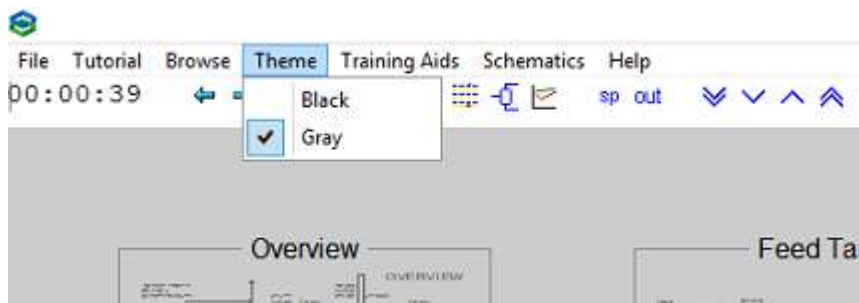 File Tutorial Browse Theme Training Aids Schematics Help
00:00:39 sp out
Black
Gray
Overview Feed Ta
OVERVIEW